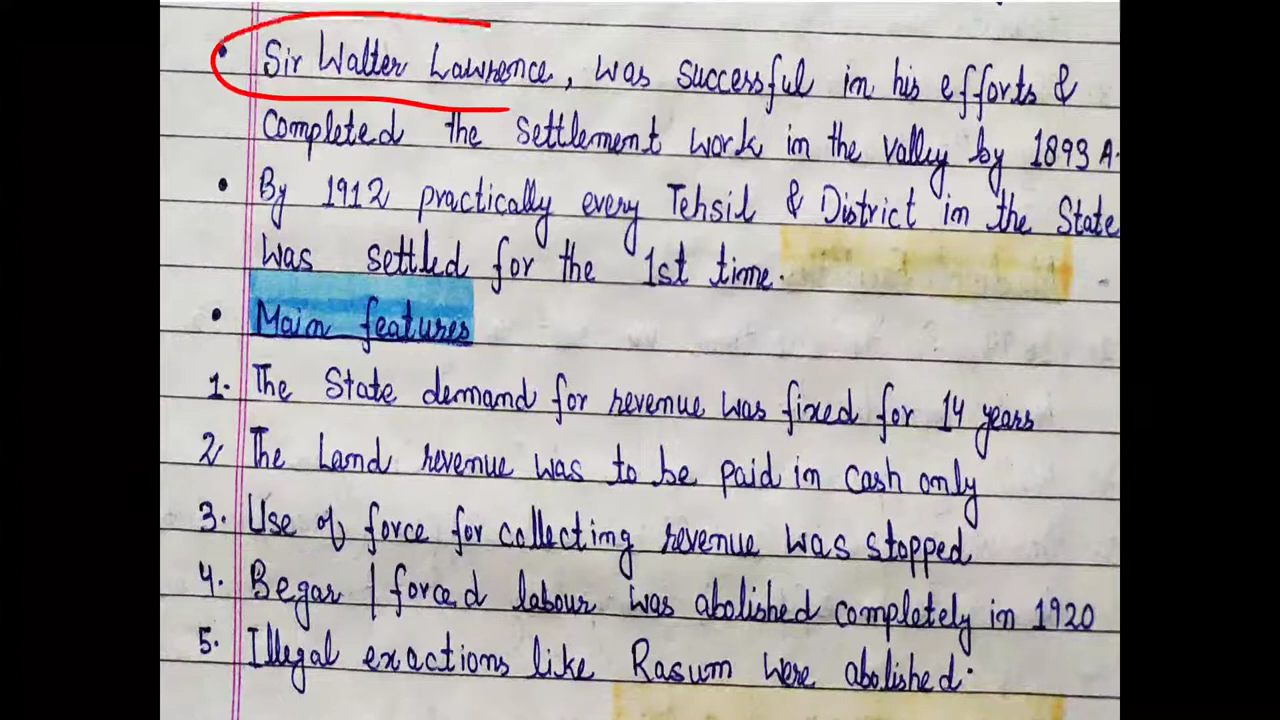 • Sir Walter Lawrence, was successful in his efforts &
Completed the settlement work in the valley by 1893 A.
• By 1912 practically every Tehsil & District in the State
was settled for the 1st time.
• Main features
1. The State demand for revenue was fixed for 14 years
2. The Land revenue was to be paid in cash only
3. Use of force for collecting revenue was stopped
4. Begar / forced labour was abolished completely in 1920
5. Illegal exactions like Rasum were abolished.